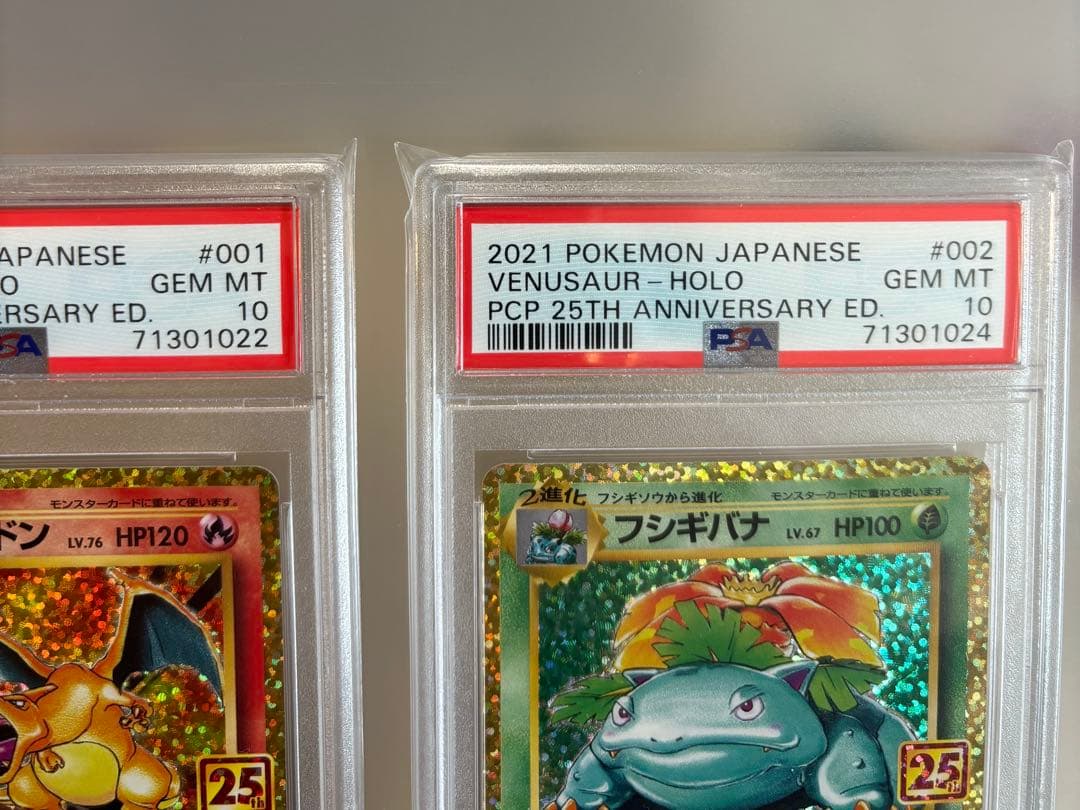 APANESE #001
O GEM MT
ERSARY ED. 10
PSA 71301022
モンスターカードに重ねて使います。
ドン LV.76 HP120
25th
2021 POKEMON JAPANESE #002
VENUSAUR – HOLO GEM MT
PCP 25TH ANNIVERSARY ED. 10
PSA 71301024
2進化 フシギソウから進化 モンスターカードに重ねて使います。
フシギバナ LV.67 HP100
25th